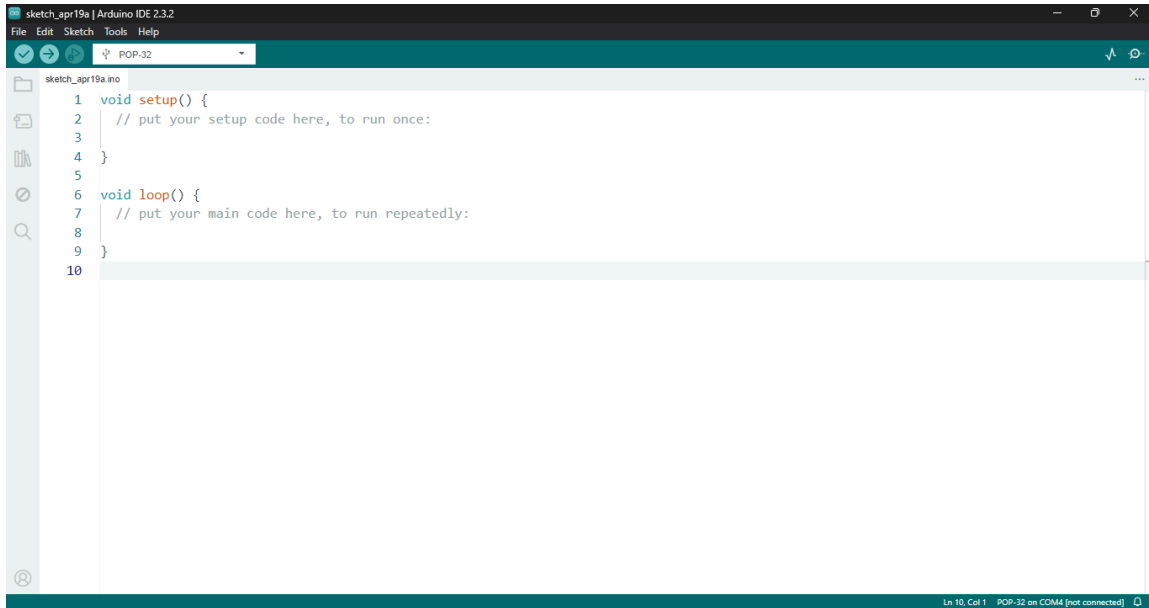 sketch_apr19a | Arduino IDE 2.3.2
File Edit Sketch Tools Help
POP-32
sketch_apr19a.ino
1 void setup() {
2 // put your setup code here, to run once:
3
4 }
5
6 void loop() {
7 // put your main code here, to run repeatedly:
8
9 }
10
Ln 10, Col 1 POP-32 on COM4 [not connected]